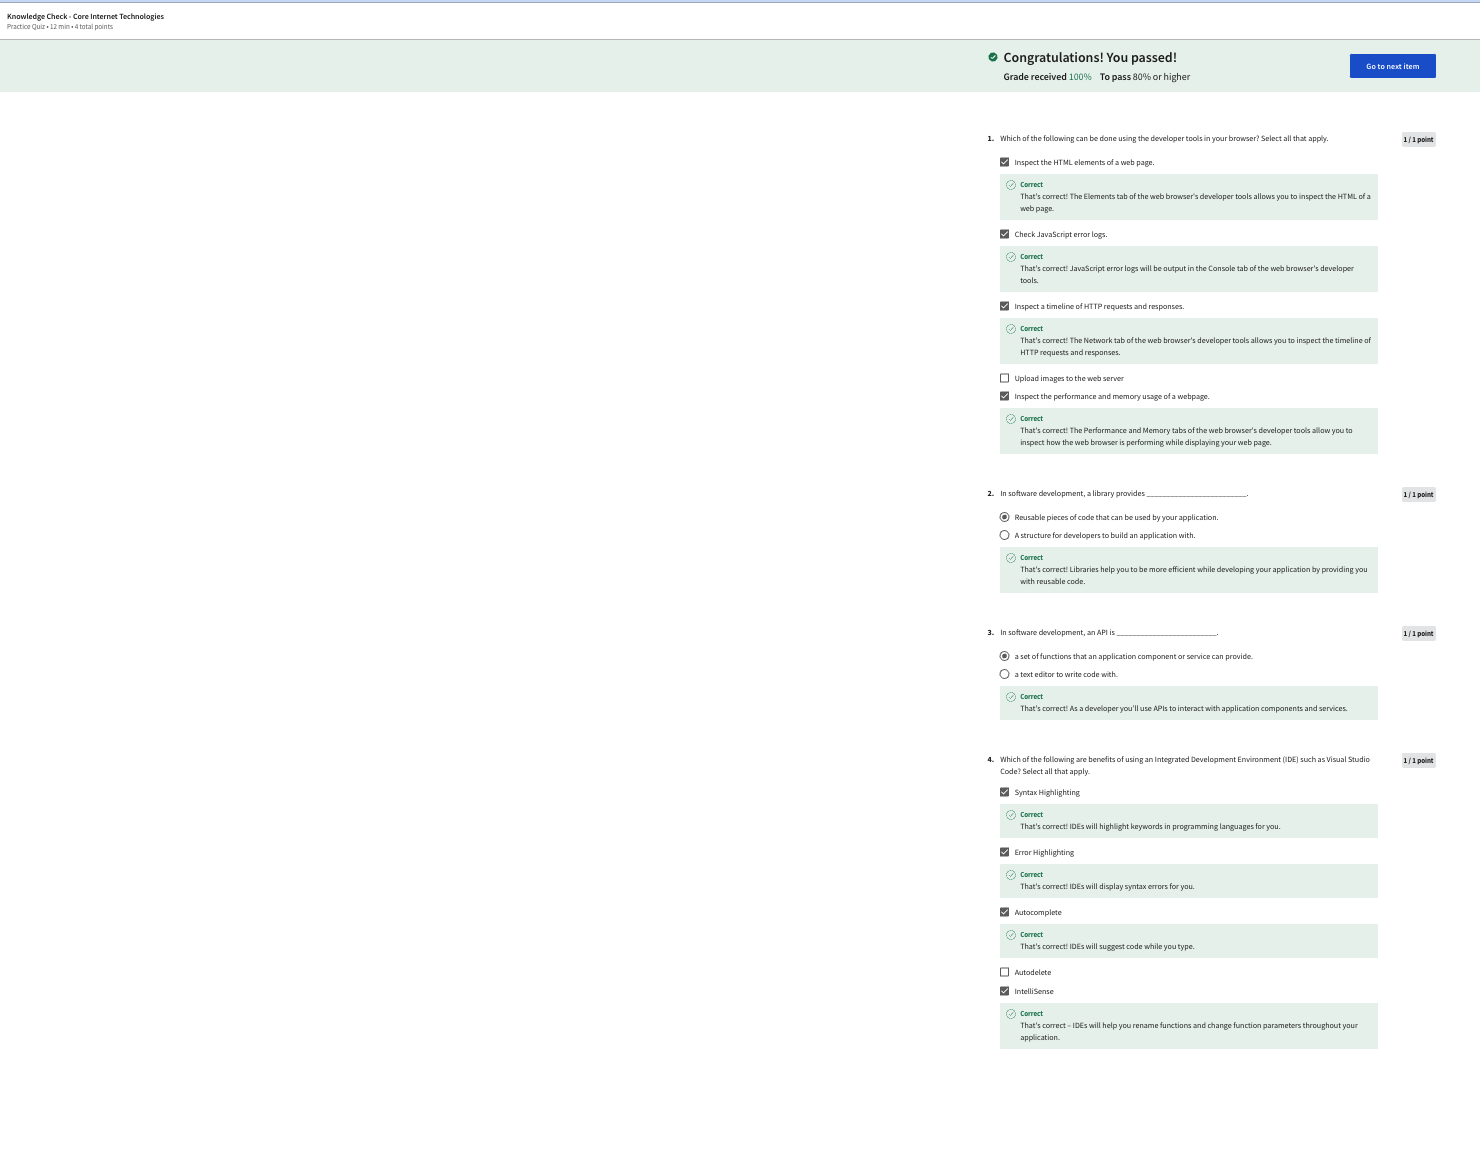 Knowledge Check - Core Internet Technologies
Practice Quiz • 12 min • 4 total points
Congratulations! You passed!
Grade received 100% To pass 80% or higher
Go to next item
1. Which of the following can be done using the developer tools in your browser? Select all that apply.
1 / 1 point
Inspect the HTML elements of a web page.
Correct
That's correct! The Elements tab of the web browser's developer tools allows you to inspect the HTML of a
web page.
Check JavaScript error logs.
Correct
That's correct! JavaScript error logs will be output in the Console tab of the web browser's developer
tools.
Inspect a timeline of HTTP requests and responses.
Correct
That's correct! The Network tab of the web browser's developer tools allows you to inspect the timeline of
HTTP requests and responses.
Upload images to the web server
Inspect the performance and memory usage of a webpage.
Correct
That's correct! The Performance and Memory tabs of the web browser's developer tools allow you to
inspect how the web browser is performing while displaying your web page.
2. In software development, a library provides _________________________.
1 / 1 point
Reusable pieces of code that can be used by your application.
A structure for developers to build an application with.
Correct
That's correct! Libraries help you to be more efficient while developing your application by providing you
with reusable code.
3. In software development, an API is _________________________.
1 / 1 point
a set of functions that an application component or service can provide.
a text editor to write code with.
Correct
That's correct! As a developer you'll use APIs to interact with application components and services.
4. Which of the following are benefits of using an Integrated Development Environment (IDE) such as Visual Studio
Code? Select all that apply.
1 / 1 point
Syntax Highlighting
Correct
That's correct! IDEs will highlight keywords in programming languages for you.
Error Highlighting
Correct
That's correct! IDEs will display syntax errors for you.
Autocomplete
Correct
That's correct! IDEs will suggest code while you type.
Autodelete
IntelliSense
Correct
That's correct – IDEs will help you rename functions and change function parameters throughout your
application.